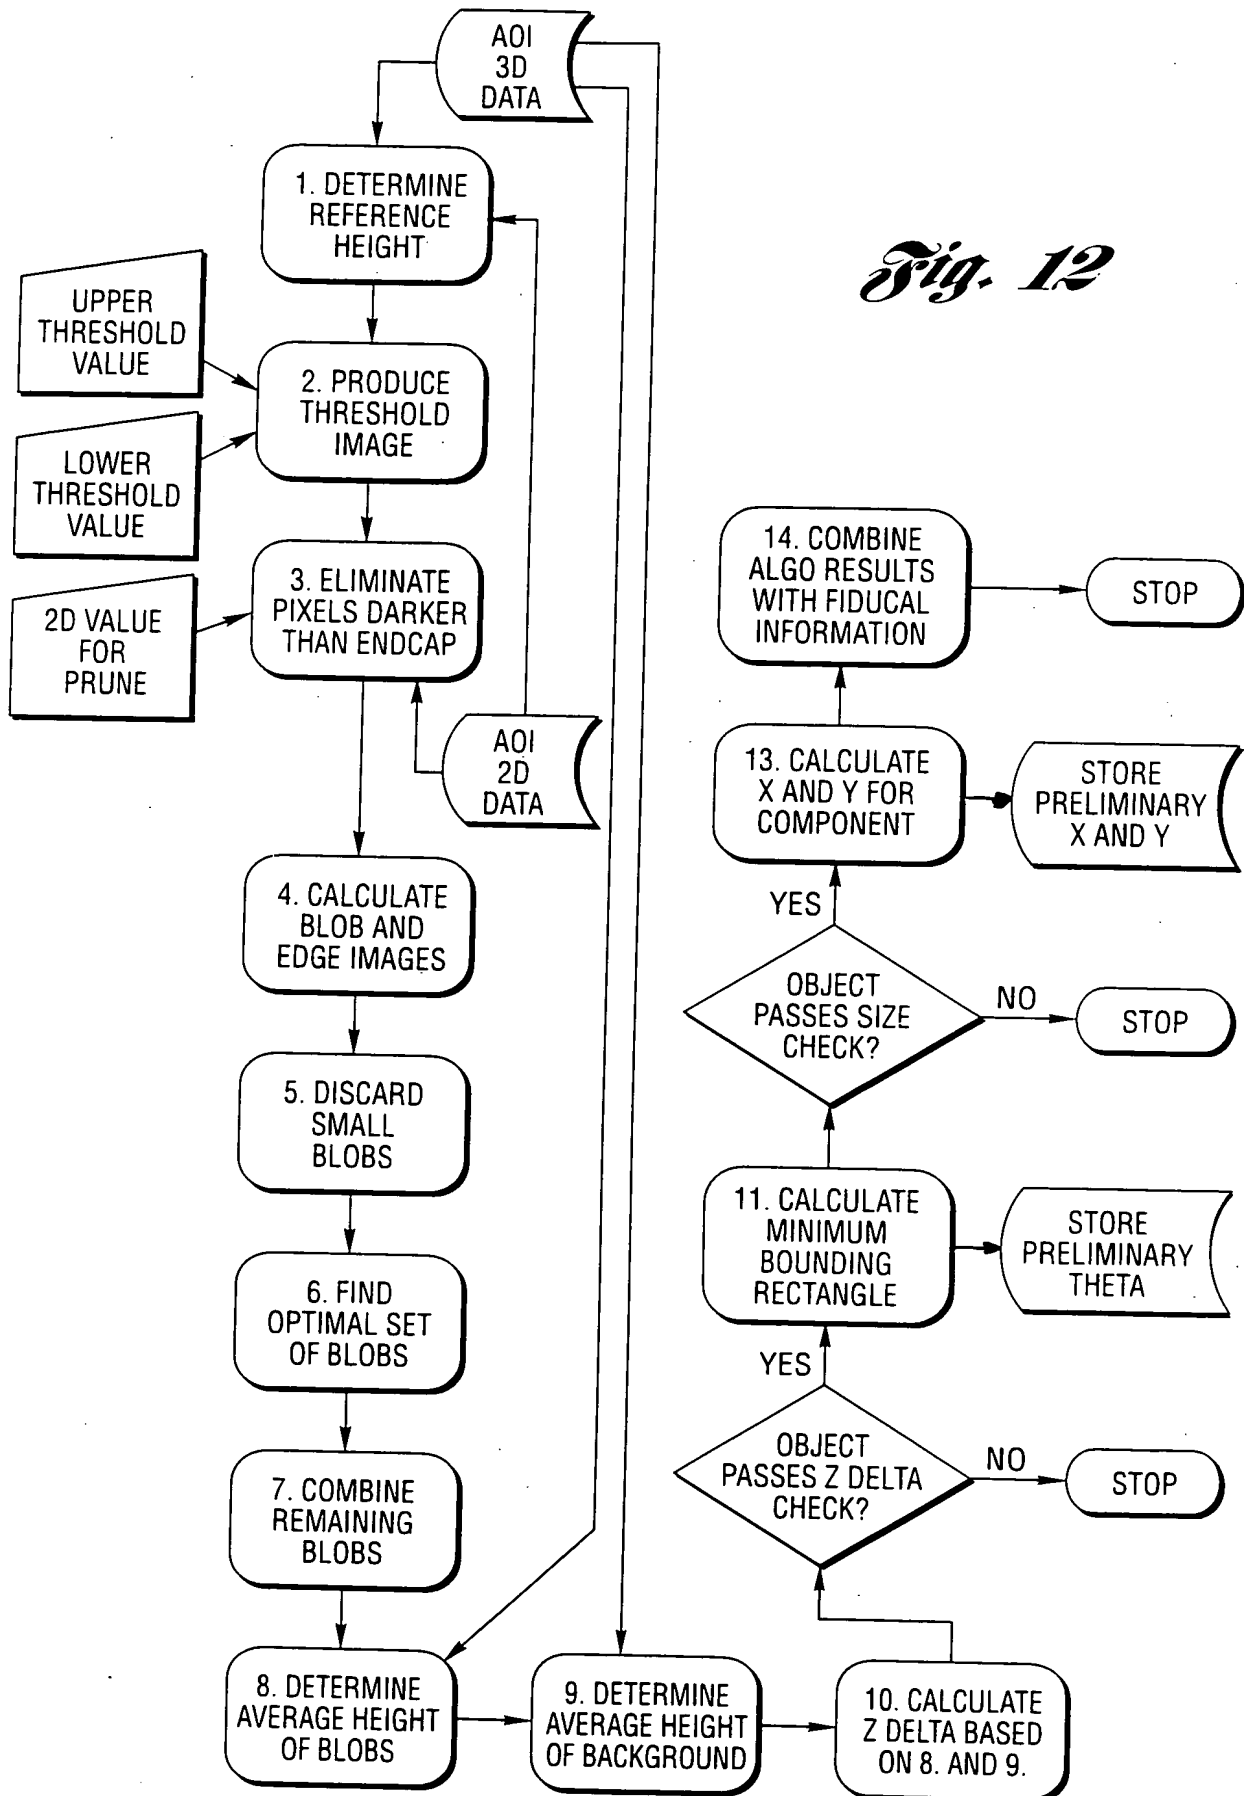 AOI
3D
DATA
1. DETERMINE
REFERENCE
HEIGHT
Fig. 12
UPPER
THRESHOLD
VALUE
2. PRODUCE
THRESHOLD
IMAGE
LOWER
THRESHOLD
VALUE
3. ELIMINATE
PIXELS DARKER
THAN ENDCAP
2D VALUE
FOR
PRUNE
AOI
2D
DATA
4. CALCULATE
BLOB AND
EDGE IMAGES
5. DISCARD
SMALL
BLOBS
6. FIND
OPTIMAL SET
OF BLOBS
7. COMBINE
REMAINING
BLOBS
8. DETERMINE
AVERAGE HEIGHT
OF BLOBS
9. DETERMINE
AVERAGE HEIGHT
OF BACKGROUND
10. CALCULATE
Z DELTA BASED
ON 8. AND 9.
OBJECT
PASSES Z DELTA
CHECK?
NO
STOP
YES
11. CALCULATE
MINIMUM
BOUNDING
RECTANGLE
STORE
PRELIMINARY
THETA
OBJECT
PASSES SIZE
CHECK?
NO
STOP
YES
13. CALCULATE
X AND Y FOR
COMPONENT
STORE
PRELIMINARY
X AND Y
14. COMBINE
ALGO RESULTS
WITH FIDUCAL
INFORMATION
STOP